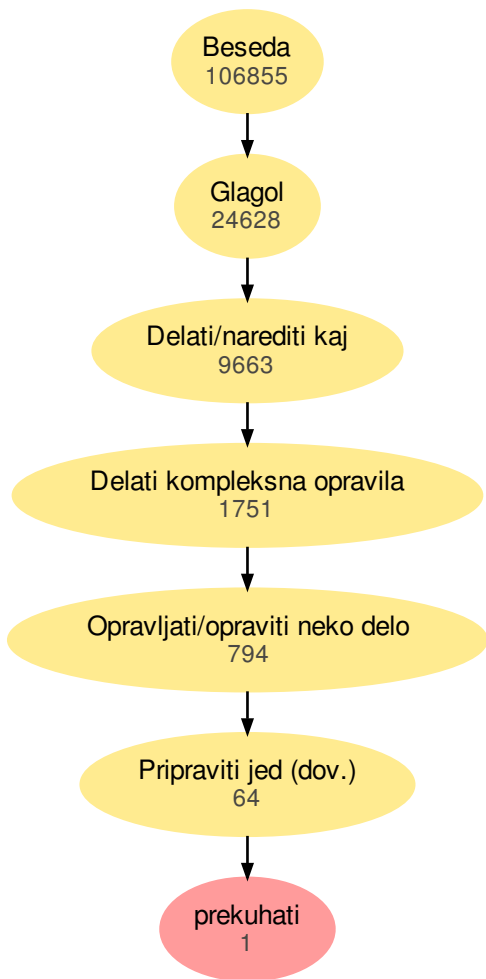 Beseda
106855
Glagol
24628
Delati/narediti kaj
9663
Delati kompleksna opravila
1751
Opravljati/opraviti neko delo
794
Pripraviti jed (dov.)
64
prekuhati
1